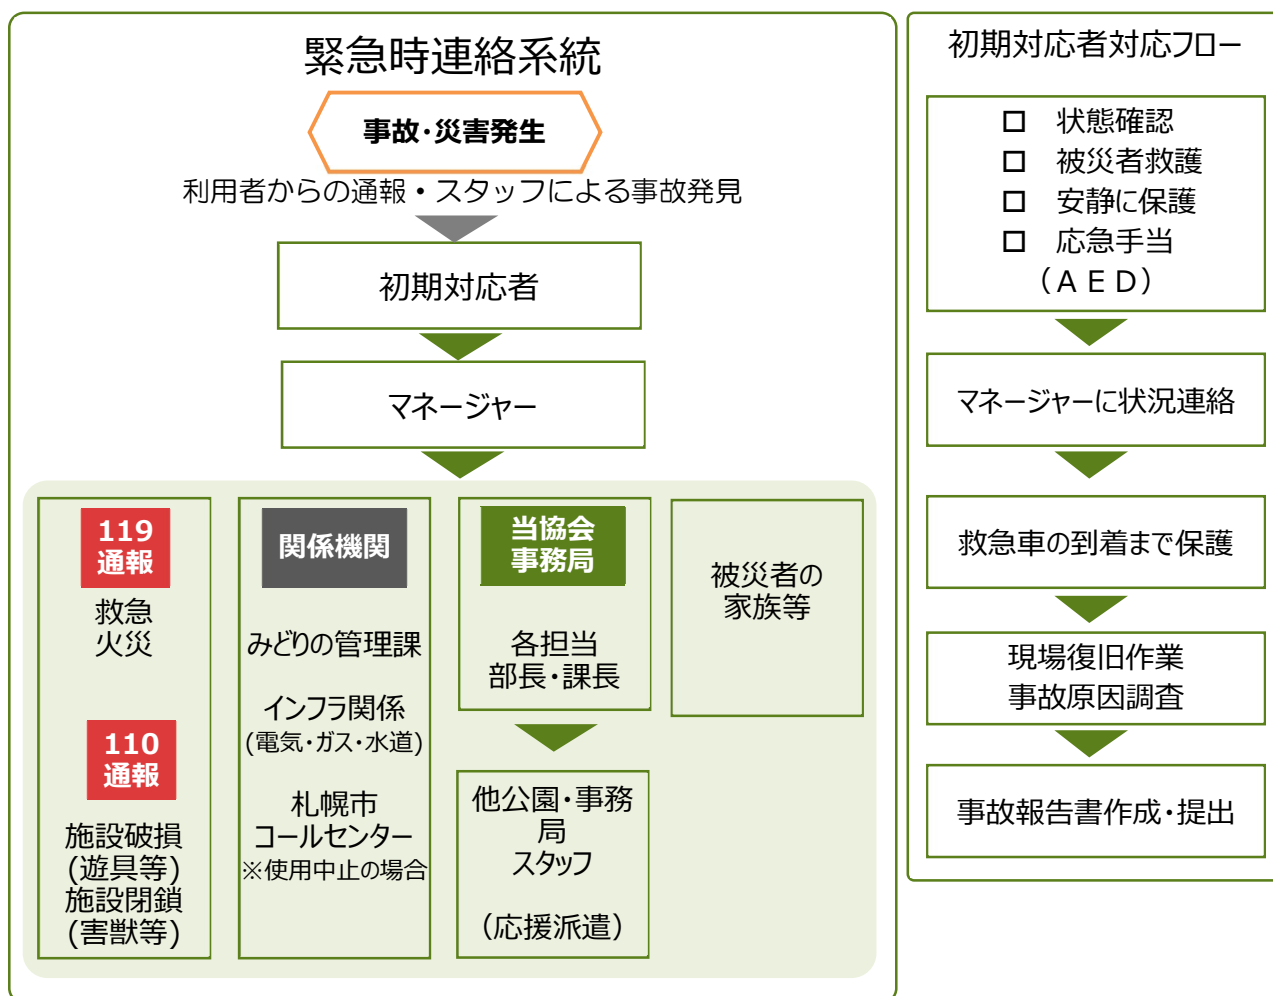 緊急時連絡系統
事故・災害発生
利用者からの通報・スタッフによる事故発見
初期対応者
マネージャー
119
通報
救急
火災
110
通報
施設破損
(遊具等)
施設閉鎖
(害獣等)
関係機関
みどりの管理課
インフラ関係
(電気・ガス・水道)
札幌市
コールセンター
※使用中止の場合
当協会
事務局
各担当
部長・課長
他公園・事務
局
スタッフ
（応援派遣）
被災者の
家族等
初期対応者対応フロー
□ 状態確認
□ 被災者救護
□ 安静に保護
□ 応急手当
（ＡＥＤ）
マネージャーに状況連絡
救急車の到着まで保護
現場復旧作業
事故原因調査
事故報告書作成・提出